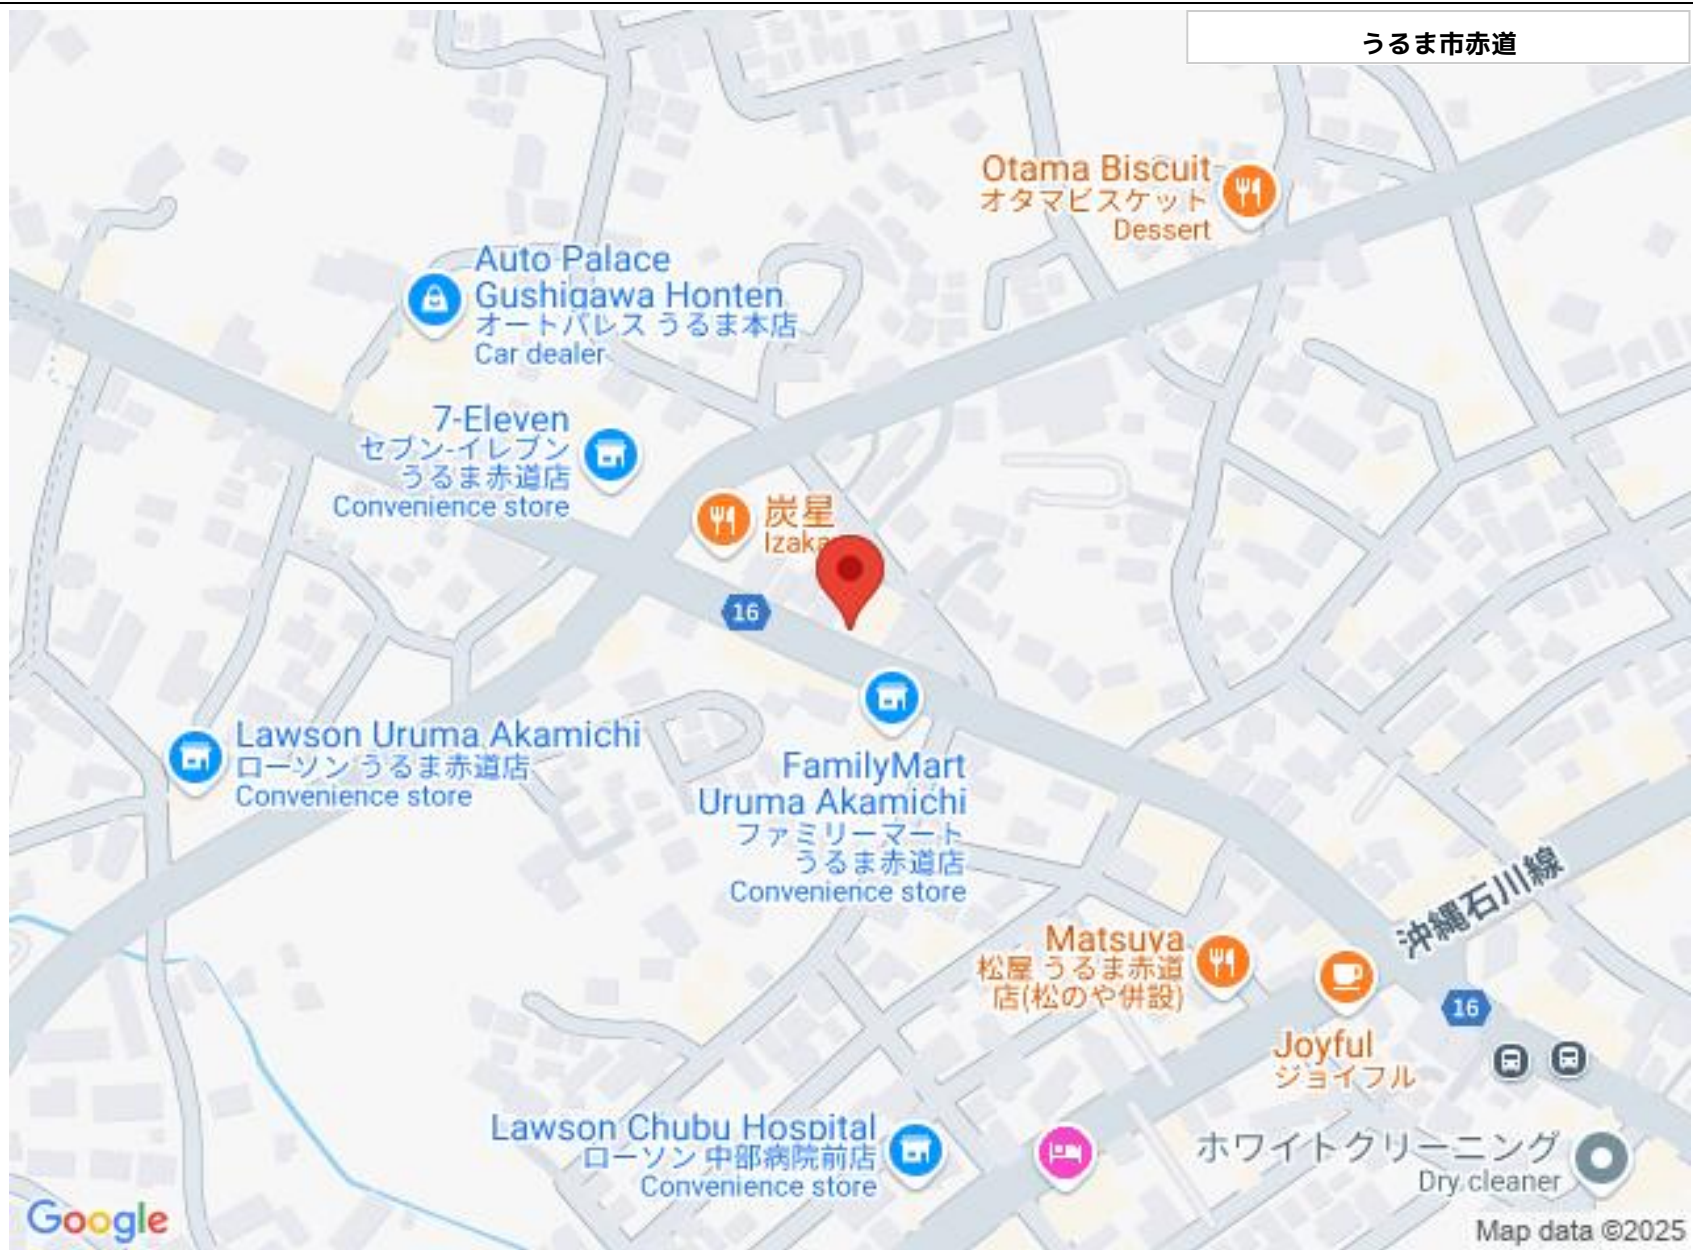 うるま市赤道
Otama Biscuit
オタマビスケット
Dessert
Auto Palace
Gushigawa Honten
オートパレス うるま本店
Car dealer
7-Eleven
セブン-イレブン
うるま赤道店
Convenience store
炭星
16
Lawson Uruma Akamichi
ローソン うるま赤道店
Convenience store
FamilyMart
Uruma Akamichi
ファミリーマート
うるま赤道店
Convenience store
沖縄石川線
Matsuya
松屋 うるま赤道
店(松のや併設)
16
Joyful
ジョイフル
Lawson Chubu Hospital
ローソン 中部病院前店
Convenience store
ホワイトクリーニング
Dry cleaner
Google
Map data ©2025